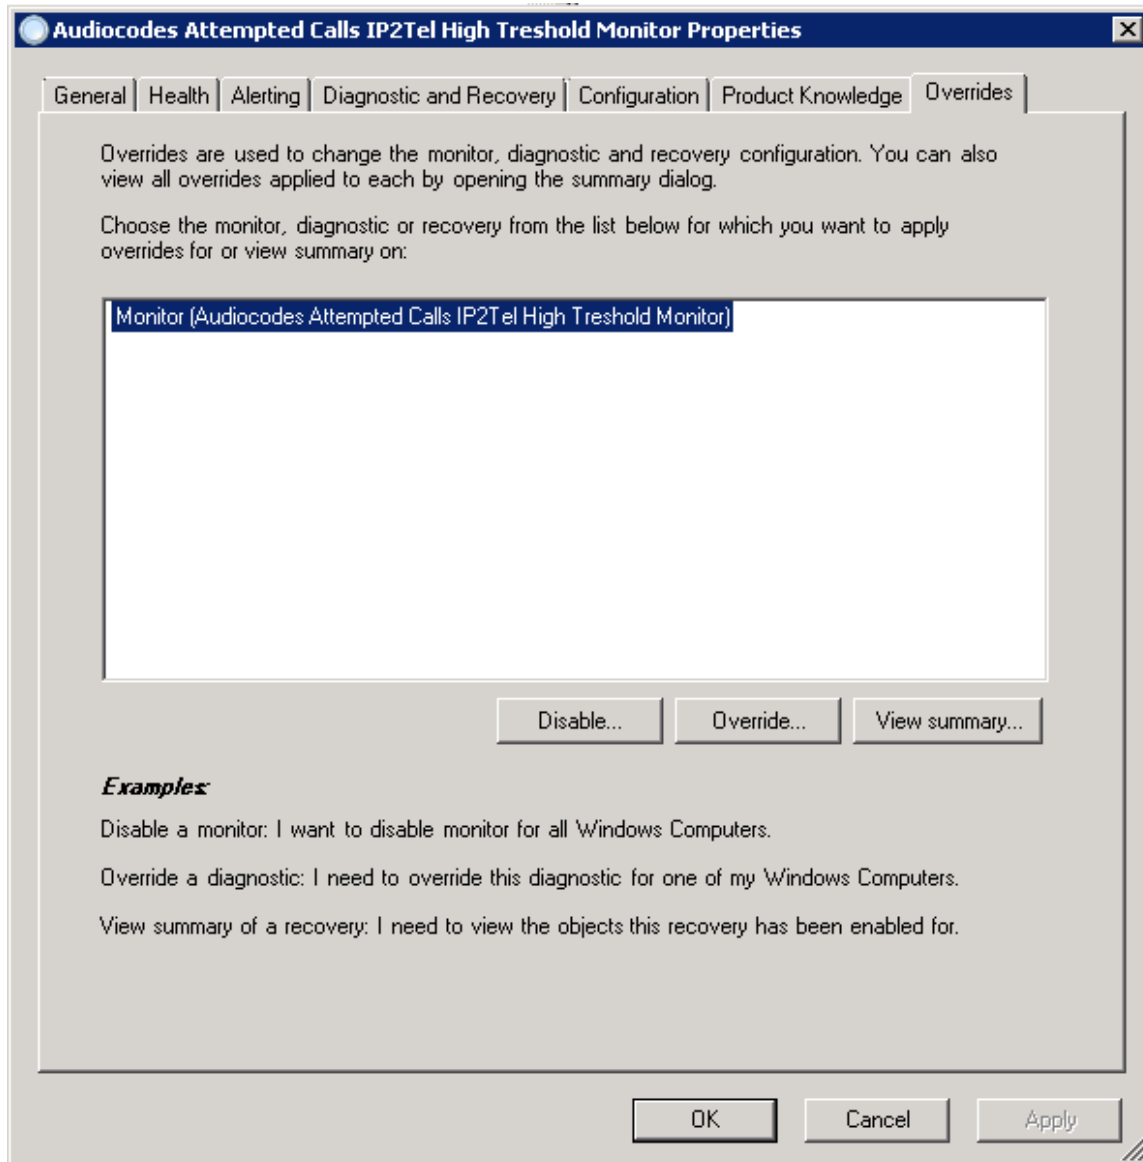 Audiocodes Attempted Calls IP2Tel High Treshold Monitor Properties
General Health Alerting Diagnostic and Recovery Configuration Product Knowledge Overrides
Overrides are used to change the monitor, diagnostic and recovery configuration. You can also
view all overrides applied to each by opening the summary dialog.
Choose the monitor, diagnostic or recovery from the list below for which you want to apply
overrides for or view summary on:
Monitor (Audiocodes Attempted Calls IP2Tel High Treshold Monitor)
Disable... Override... View summary...
Examples:
Disable a monitor: I want to disable monitor for all Windows Computers.
Override a diagnostic: I need to override this diagnostic for one of my Windows Computers.
View summary of a recovery: I need to view the objects this recovery has been enabled for.
OK Cancel Apply